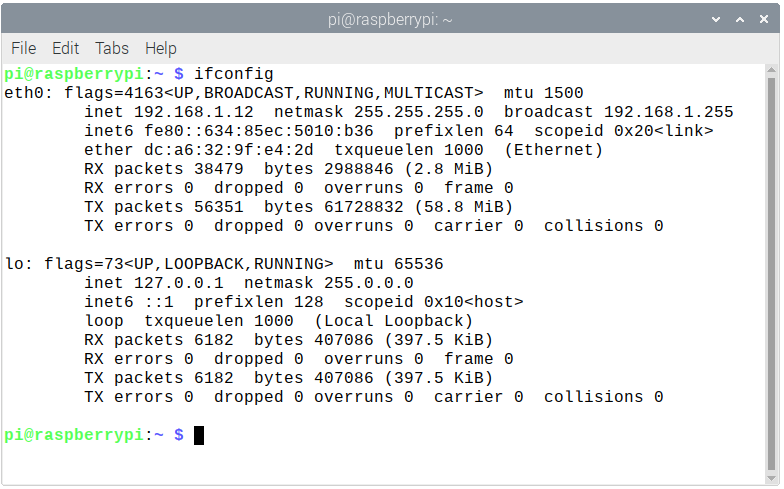 pi@raspberrypi: ~
File Edit Tabs Help
pi@raspberrypi:~ $ ifconfig
eth0: flags=4163<UP,BROADCAST,RUNNING,MULTICAST>  mtu 1500
        inet 192.168.1.12  netmask 255.255.255.0  broadcast 192.168.1.255
        inet6 fe80::634:85ec:5010:b36  prefixlen 64  scopeid 0x20<link>
        ether dc:a6:32:9f:e4:2d  txqueuelen 1000  (Ethernet)
        RX packets 38479  bytes 2988846 (2.8 MiB)
        RX errors 0  dropped 0  overruns 0  frame 0
        TX packets 56351  bytes 61728832 (58.8 MiB)
        TX errors 0  dropped 0 overruns 0  carrier 0  collisions 0

lo: flags=73<UP,LOOPBACK,RUNNING>  mtu 65536
        inet 127.0.0.1  netmask 255.0.0.0
        inet6 ::1  prefixlen 128  scopeid 0x10<host>
        loop  txqueuelen 1000  (Local Loopback)
        RX packets 6182  bytes 407086 (397.5 KiB)
        RX errors 0  dropped 0  overruns 0  frame 0
        TX packets 6182  bytes 407086 (397.5 KiB)
        TX errors 0  dropped 0 overruns 0  carrier 0  collisions 0

pi@raspberrypi:~ $